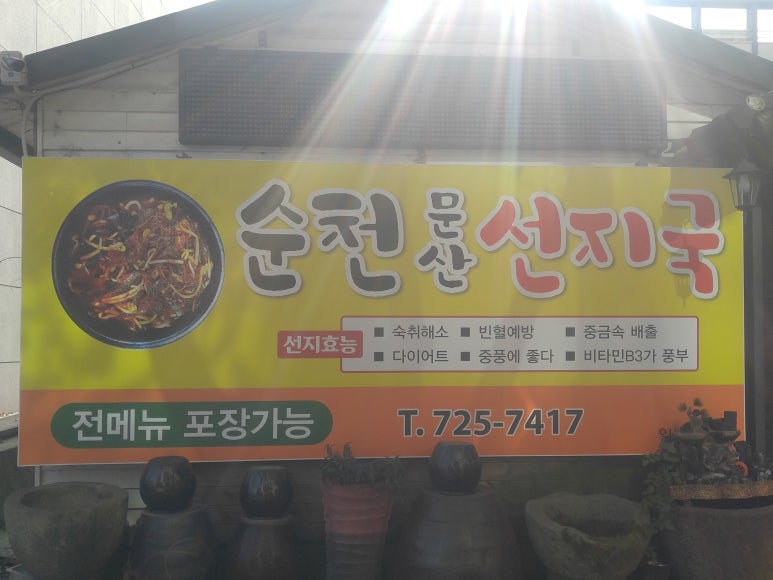 순천 문산 선지국
선지효능
■ 숙취해소 ■ 빈혈예방 ■ 중금속 배출
■ 다이어트 ■ 중풍에 좋다 ■ 비타민B3가 풍부
전메뉴 포장가능
T. 725-7417